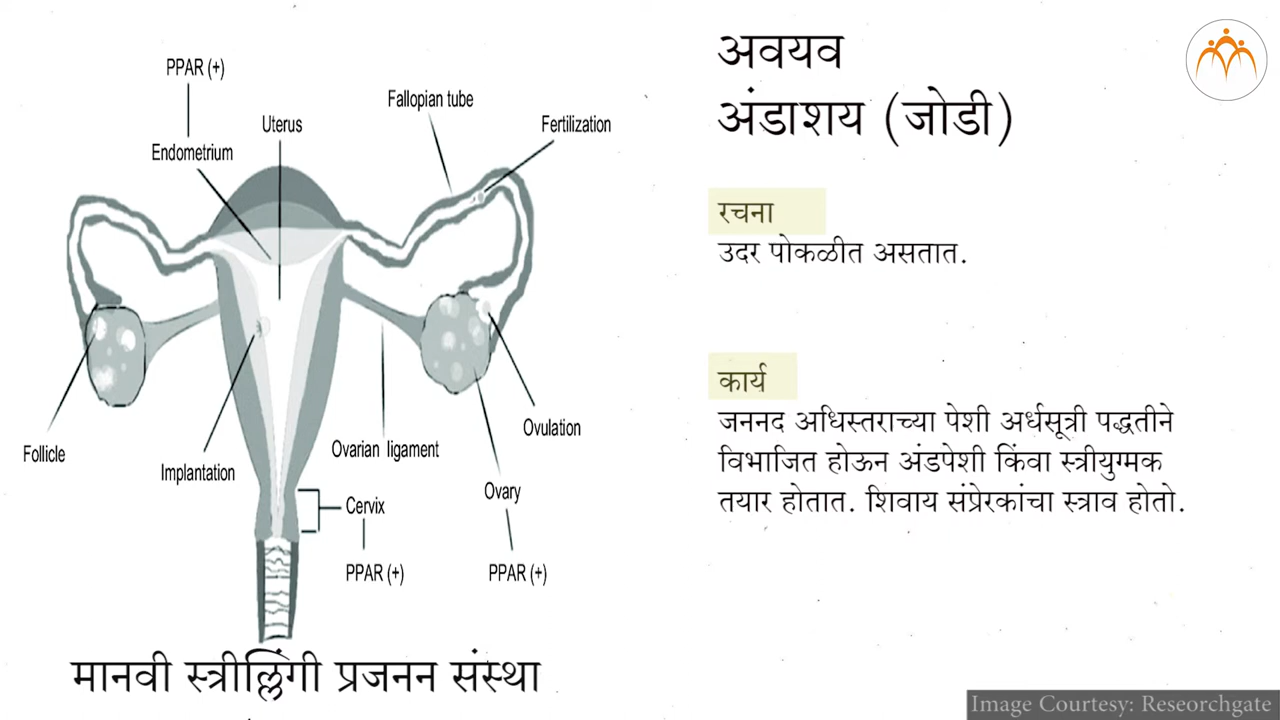 PPAR (+)
Fallopian tube
Uterus
Fertilization
Endometrium
Follicle
Implantation
Ovarian ligament
Ovulation
Ovary
Cervix
PPAR (+)
PPAR (+)
मानवी स्त्रीलिंगी प्रजनन संस्था
अवयव
अंडाशय (जोडी)
रचना
उदर पोकळीत असतात.
कार्य
जननद अधिस्तराच्या पेशी अर्धसूत्री पद्धतीने
विभाजित होऊन अंडपेशी किंवा स्त्रीयुग्मक
तयार होतात. शिवाय संप्रेरकांचा स्त्राव होतो.
Image Courtesy: Reseorchgate